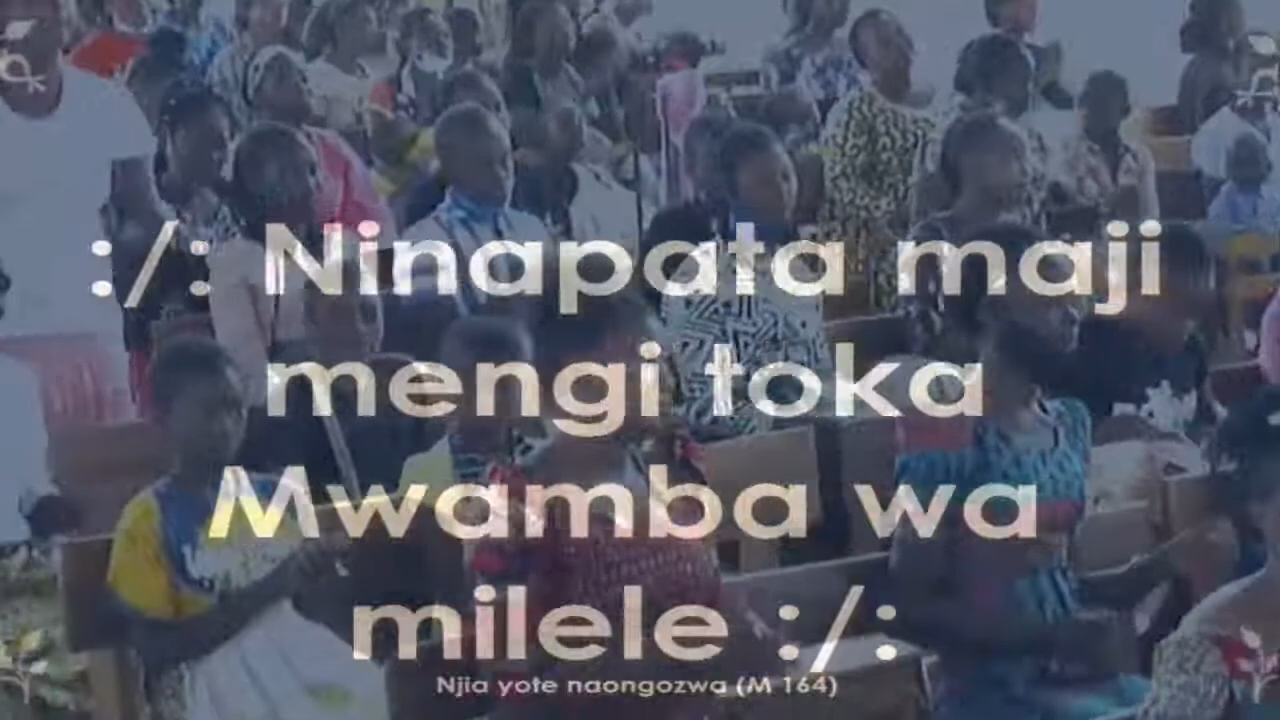 :/: Ninapata maji
mengi toka
Mwamba wa
milele :/:
Njia yote naongozwa (M 164)